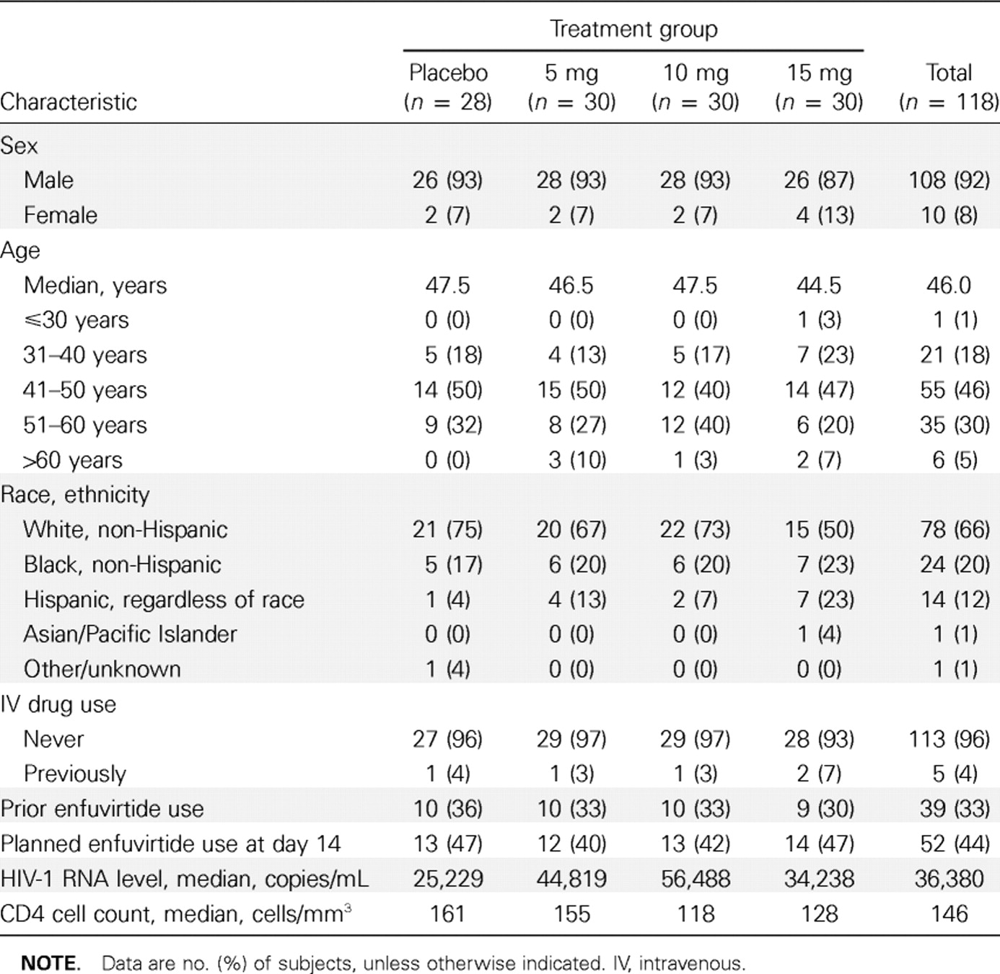 Treatment group
Placebo 5 mg 10 mg 15 mg Total
Characteristic (n = 28) (n = 30) (n = 30) (n = 30) (n = 118)
Sex
Male 26 (93) 28 (93) 28 (93) 26 (87) 108 (92)
Female 2 (7) 2 (7) 2 (7) 4 (13) 10 (8)
Age
Median, years 47.5 46.5 47.5 44.5 46.0
⩽30 years 0 (0) 0 (0) 0 (0) 1 (3) 1 (1)
31–40 years 5 (18) 4 (13) 5 (17) 7 (23) 21 (18)
41–50 years 14 (50) 15 (50) 12 (40) 14 (47) 55 (46)
51–60 years 9 (32) 8 (27) 12 (40) 6 (20) 35 (30)
>60 years 0 (0) 3 (10) 1 (3) 2 (7) 6 (5)
Race, ethnicity
White, non-Hispanic 21 (75) 20 (67) 22 (73) 15 (50) 78 (66)
Black, non-Hispanic 5 (17) 6 (20) 6 (20) 7 (23) 24 (20)
Hispanic, regardless of race 1 (4) 4 (13) 2 (7) 7 (23) 14 (12)
Asian/Pacific Islander 0 (0) 0 (0) 0 (0) 1 (4) 1 (1)
Other/unknown 1 (4) 0 (0) 0 (0) 0 (0) 1 (1)
IV drug use
Never 27 (96) 29 (97) 29 (97) 28 (93) 113 (96)
Previously 1 (4) 1 (3) 1 (3) 2 (7) 5 (4)
Prior enfuvirtide use 10 (36) 10 (33) 10 (33) 9 (30) 39 (33)
Planned enfuvirtide use at day 14 13 (47) 12 (40) 13 (42) 14 (47) 52 (44)
HIV-1 RNA level, median, copies/mL 25,229 44,819 56,488 34,238 36,380
CD4 cell count, median, cells/mm³ 161 155 118 128 146
NOTE. Data are no. (%) of subjects, unless otherwise indicated. IV, intravenous.